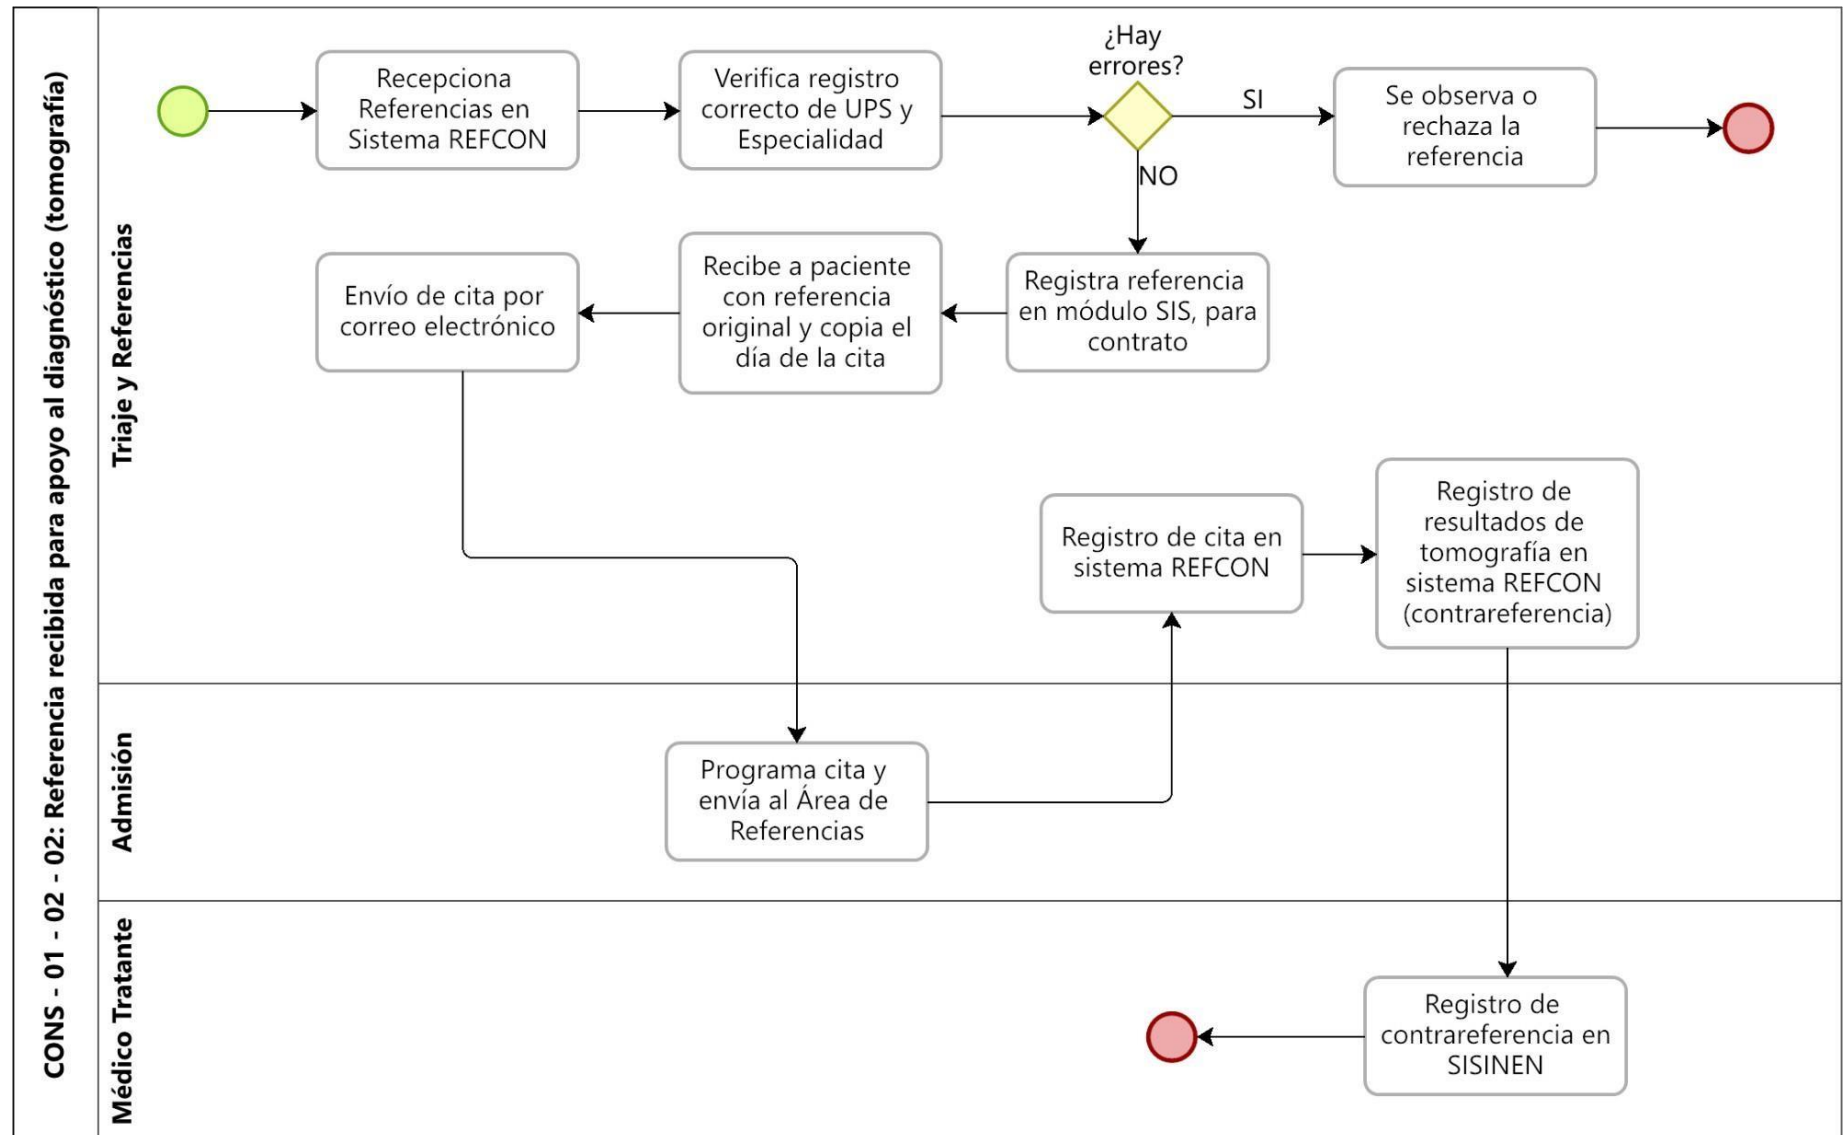 CONS - 01 - 02 - 02: Referencia recibida para apoyo al diagnóstico (tomografía)
Triaje y Referencias
Recepciona
Referencias en
Sistema REFCON
Verifica registro
correcto de UPS y
Especialidad
¿Hay
errores?
SI
Se observa o
rechaza la
referencia
NO
Registra referencia
en módulo SIS, para
contrato
Recibe a paciente
con referencia
original y copia el
día de la cita
Envío de cita por
correo electrónico
Admisión
Programa cita y
envía al Área de
Referencias
Registro de cita en
sistema REFCON
Registro de
resultados de
tomografía en
sistema REFCON
(contrareferencia)
Médico Tratante
Registro de
contrareferencia en
SISINEN